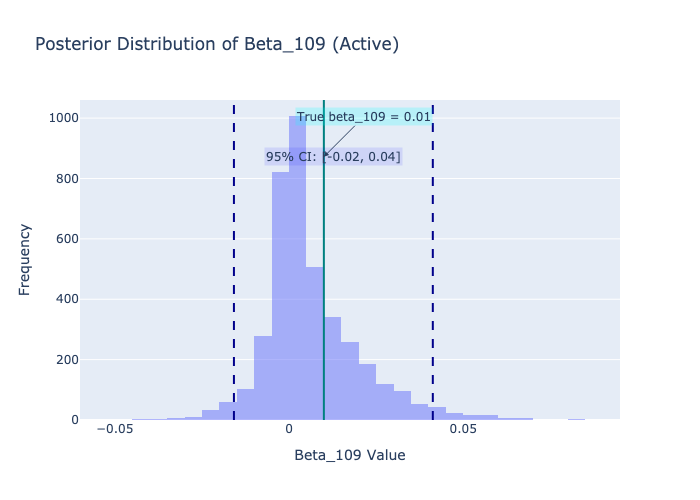 Posterior Distribution of Beta_109 (Active)
True beta_109 = 0.01
95% CI: [-0.02, 0.04]
1000
800
600
400
200
0
Frequency
−0.05
0
0.05
Beta_109 Value